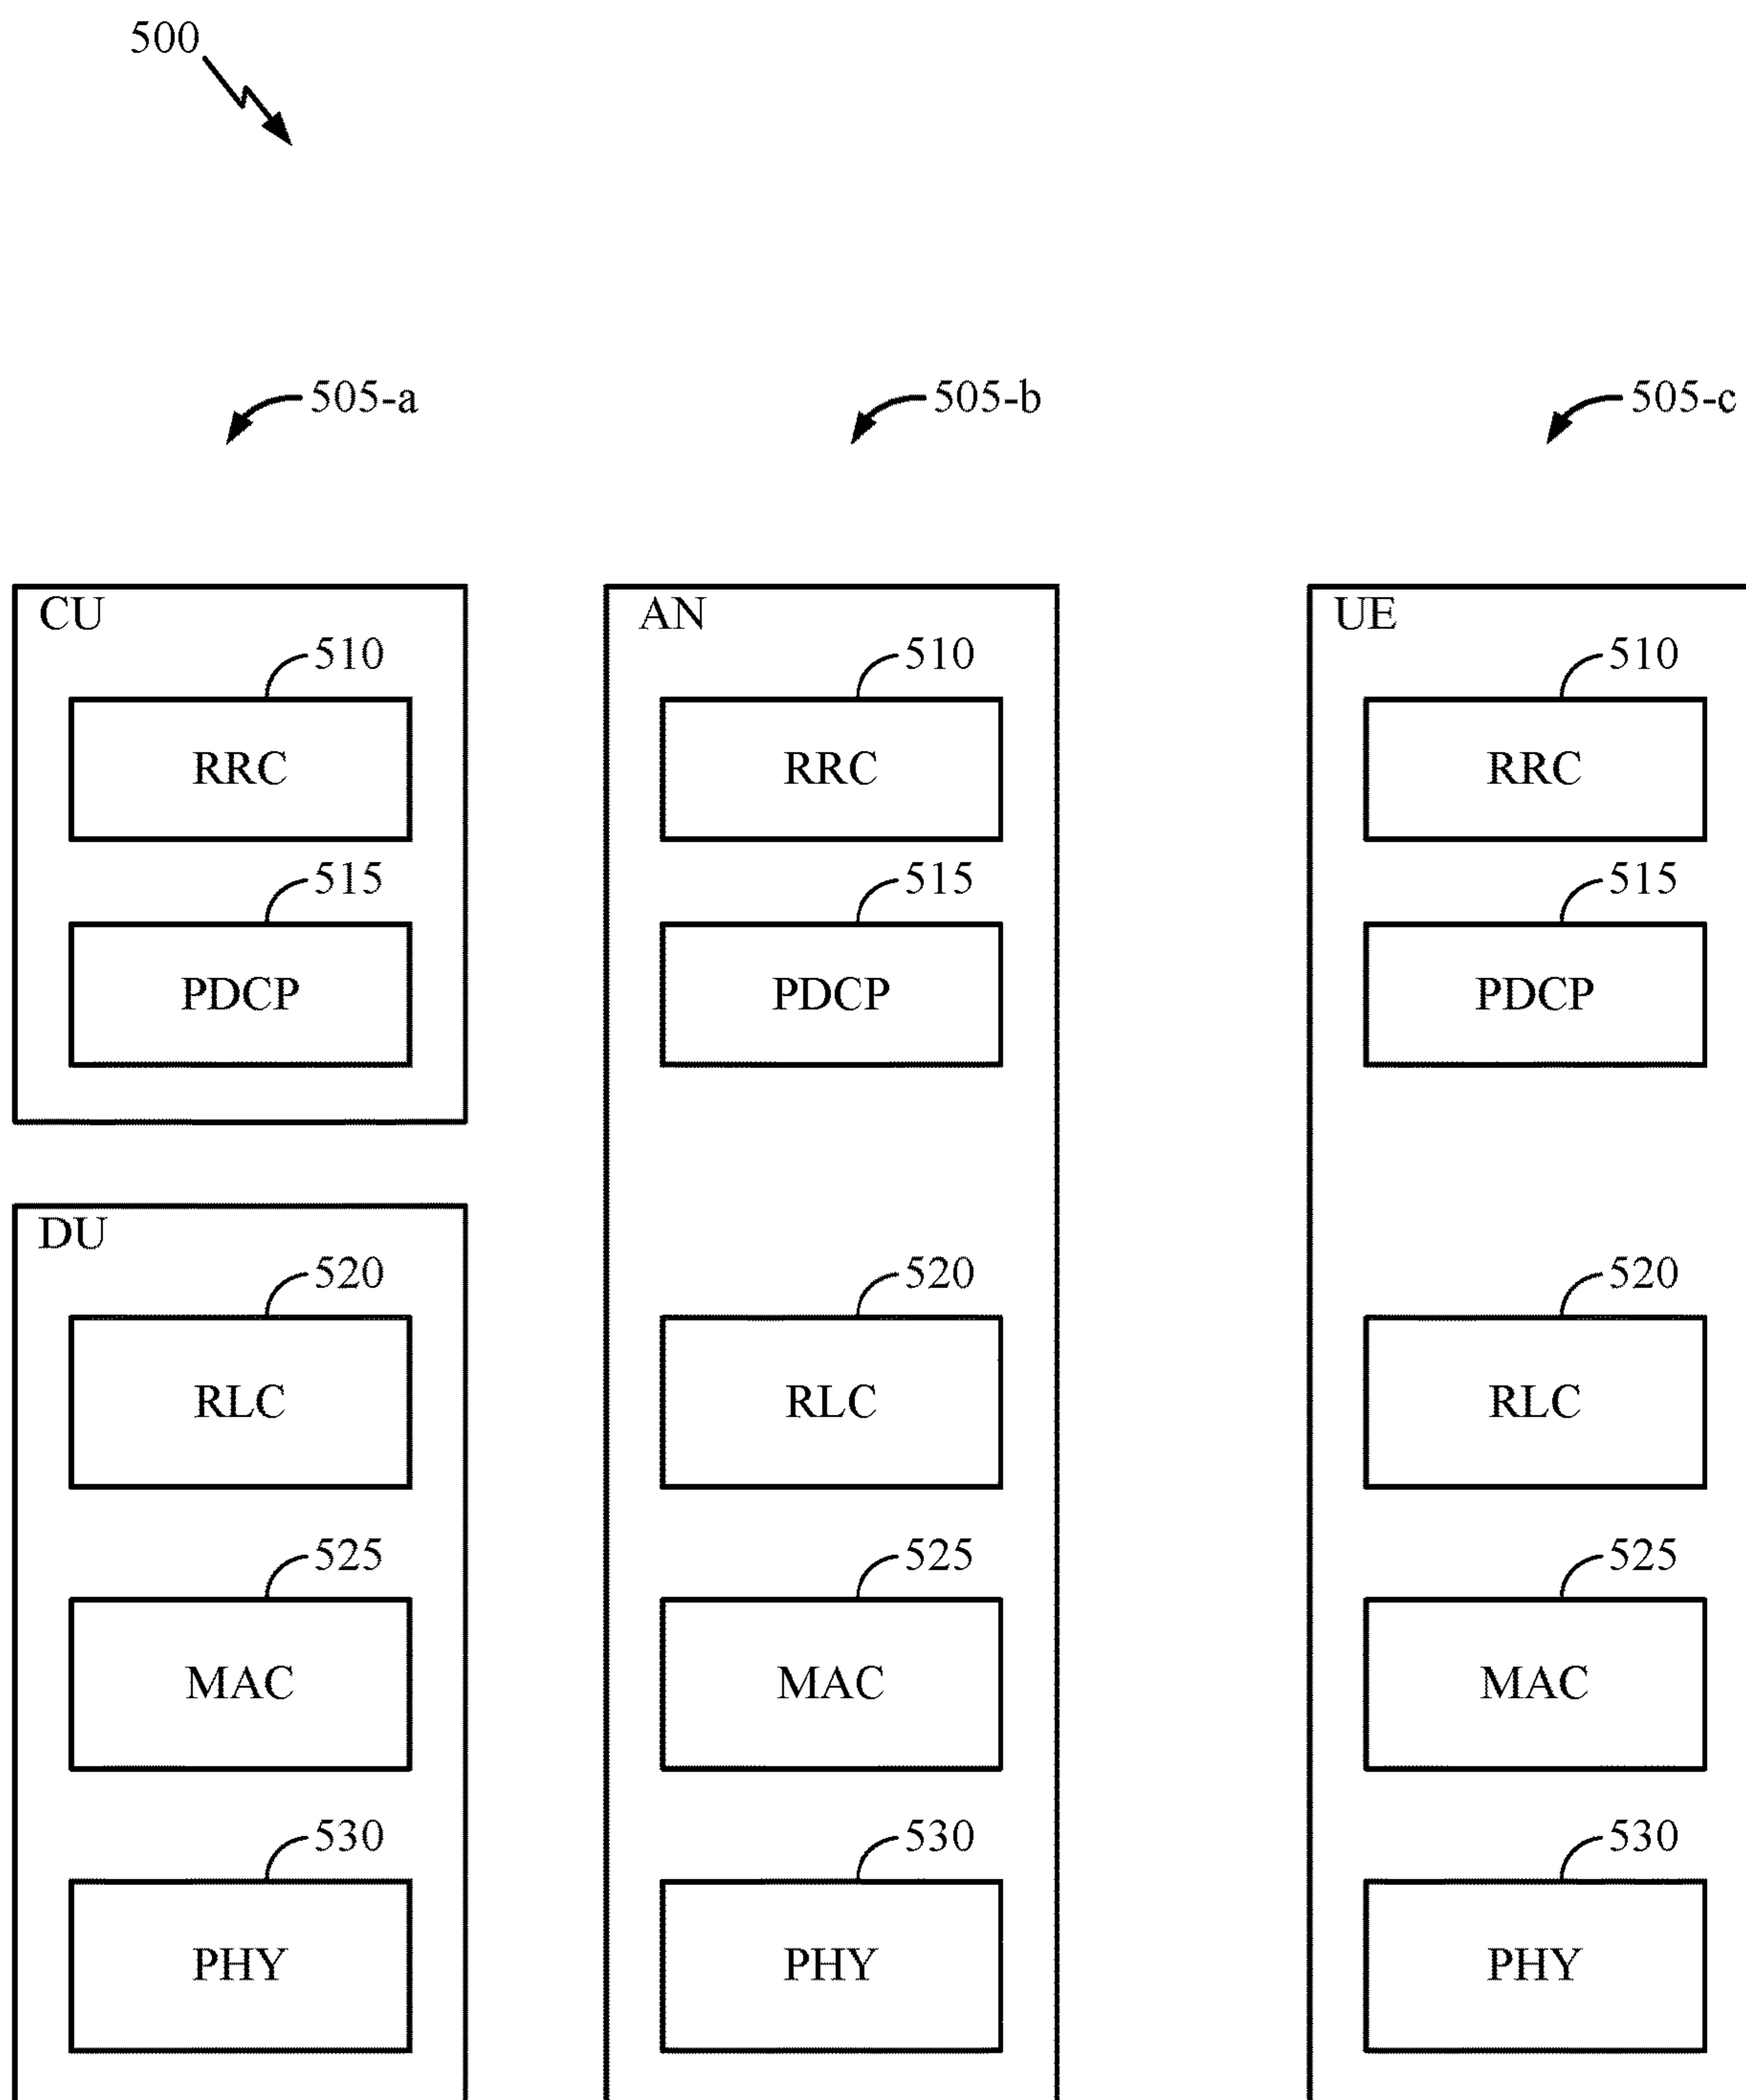 500
505-a 505-b 505-c
CU AN UE
510 510 510
RRC RRC RRC
515 515 515
PDCP PDCP PDCP
DU
520 520 520
RLC RLC RLC
525 525 525
MAC MAC MAC
530 530 530
PHY PHY PHY